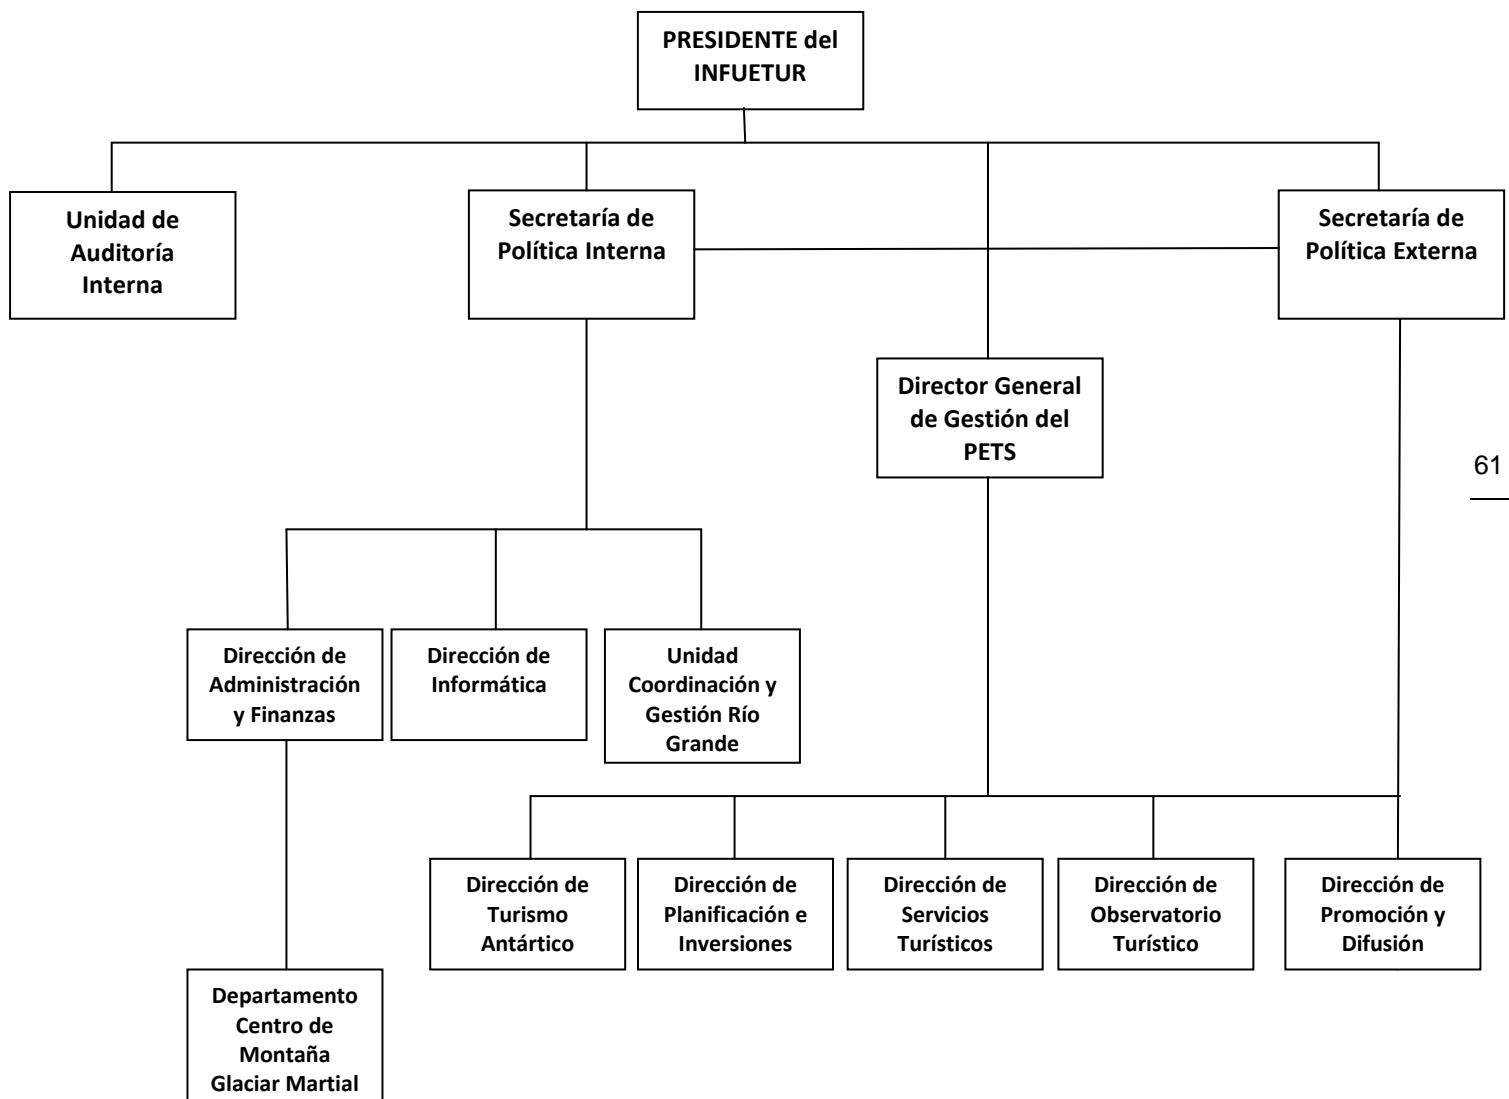 PRESIDENTE del
INFUETUR
Unidad de
Auditoría
Interna
Secretaría de
Política Interna
Secretaría de
Política Externa
Director General
de Gestión del
PETS
61
Dirección de
Administración
y Finanzas
Dirección de
Informática
Unidad
Coordinación y
Gestión Río
Grande
Dirección de
Turismo
Antártico
Dirección de
Planificación e
Inversiones
Dirección de
Servicios
Turísticos
Dirección de
Observatorio
Turístico
Dirección de
Promoción y
Difusión
Departamento
Centro de
Montaña
Glaciar Martial